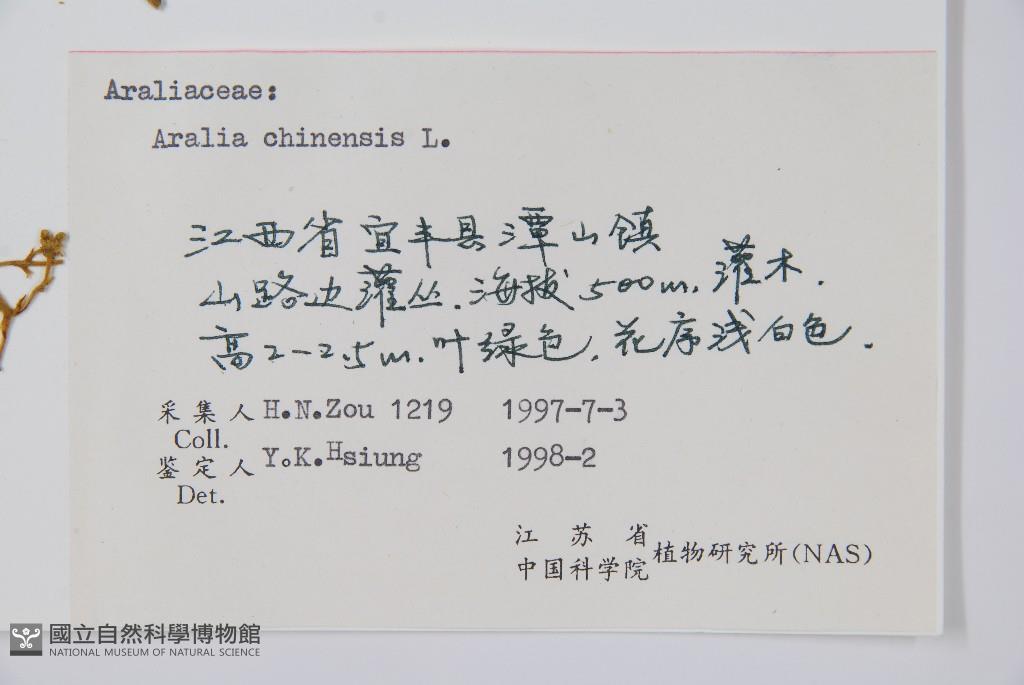 Araliaceae:
Aralia chinensis L.
江西省宜丰县潭山镇
山路边灌丛.海拔500m.灌木.
高2-2.5m.叶绿色.花序浅白色.
采集人 H.N.Zou 1219 1997-7-3
Coll.
鉴定人 Y.K.Hsiung 1998-2
Det.
江苏省
中国科学院 植物研究所(NAS)
國立自然科學博物館
NATIONAL MUSEUM OF NATURAL SCIENCE